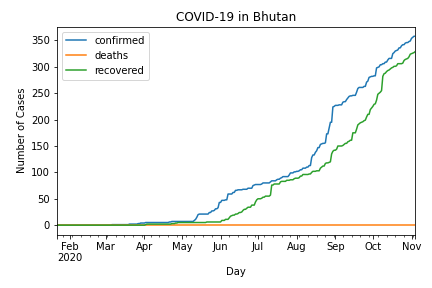 COVID-19 in Bhutan
confirmed
deaths
recovered
Number of Cases
350
300
250
200
150
100
50
0
Feb Mar Apr May Jun Jul Aug Sep Oct Nov
2020
Day